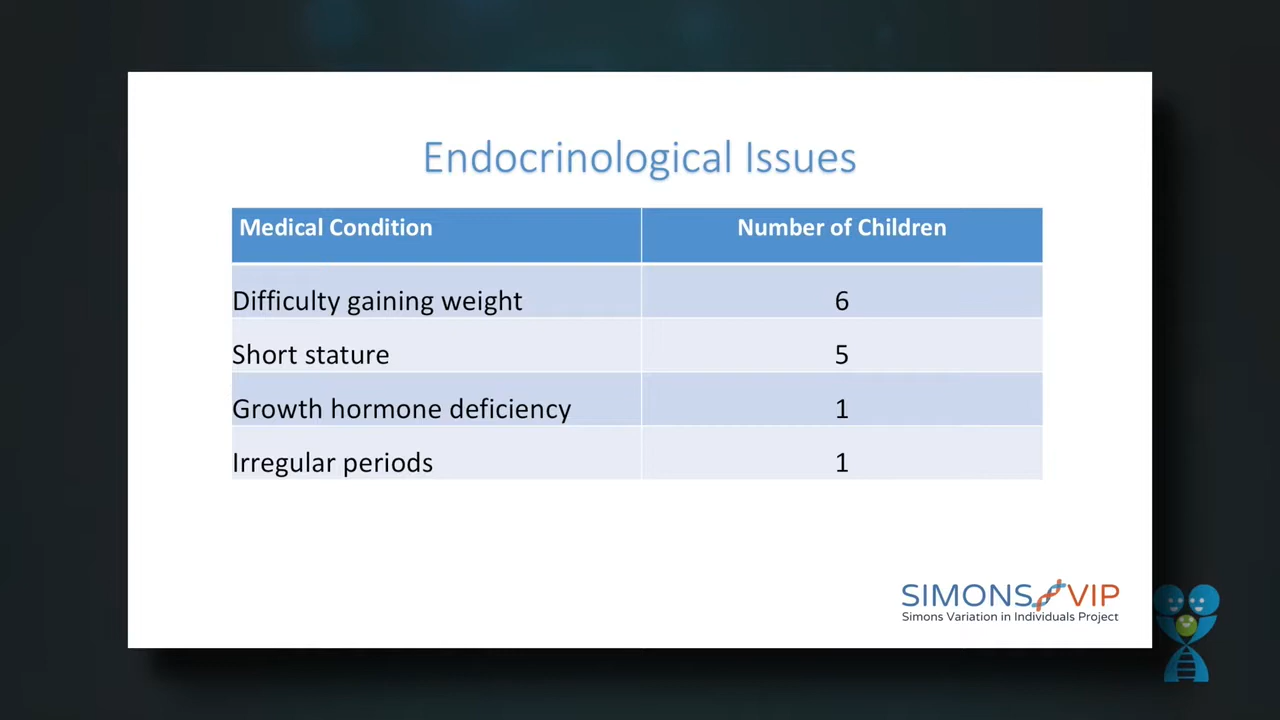 Endocrinological Issues
Medical Condition Number of Children
Difficulty gaining weight 6
Short stature 5
Growth hormone deficiency 1
Irregular periods 1
SIMONS VIP
Simons Variation in Individuals Project